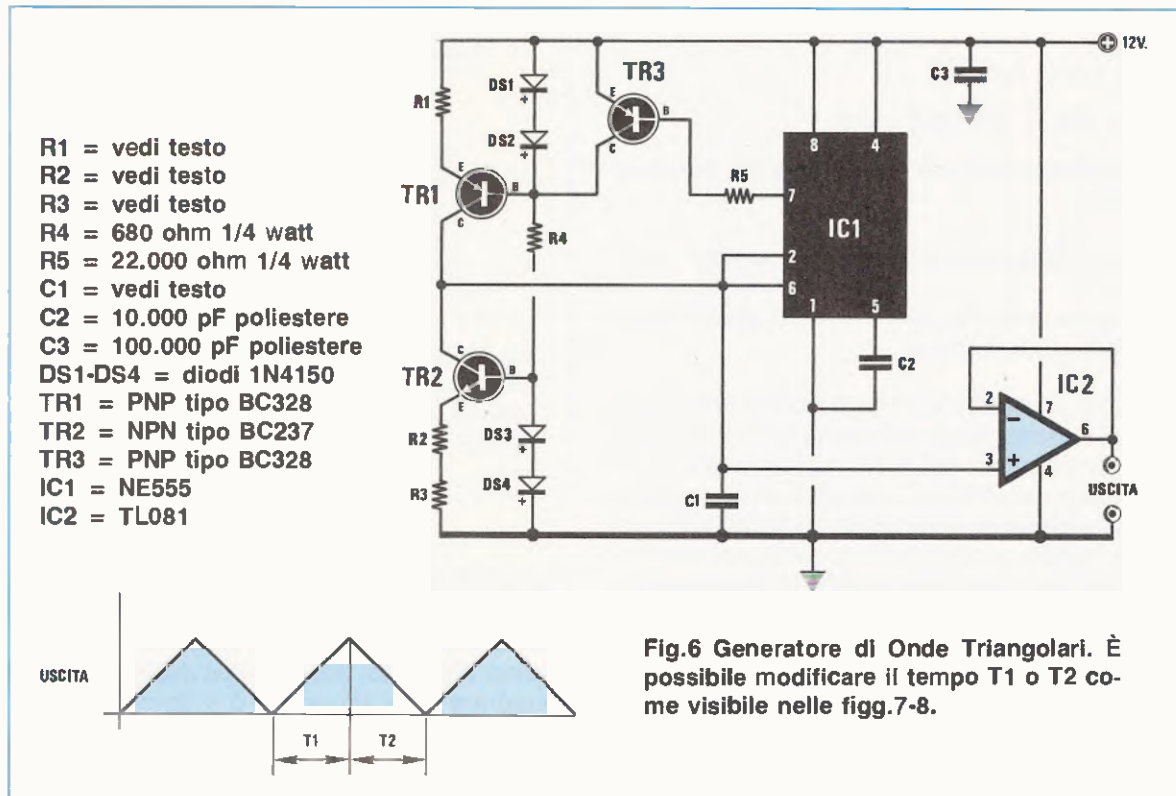 R1 = vedi testo
R2 = vedi testo
R3 = vedi testo
R4 = 680 ohm 1/4 watt
R5 = 22.000 ohm 1/4 watt
C1 = vedi testo
C2 = 10.000 pF poliestere
C3 = 100.000 pF poliestere
DS1-DS4 = diodi 1N4150
TR1 = PNP tipo BC328
TR2 = NPN tipo BC237
TR3 = PNP tipo BC328
IC1 = NE555
IC2 = TL081
R1
DS1
+
DS2
+
TR3
E
B
C
C3
+ 12V.
TR1
E
B
C
R4
R5
8
4
7
IC1
2
6
1
5
TR2
C
B
E
R2
R3
DS3
+
DS4
+
C1
C2
IC2
2
-
3
+
7
6
4
USCITA
USCITA
T1
T2
Fig.6 Generatore di Onde Triangolari. È
possibile modificare il tempo T1 o T2 co-
me visibile nelle figg.7-8.